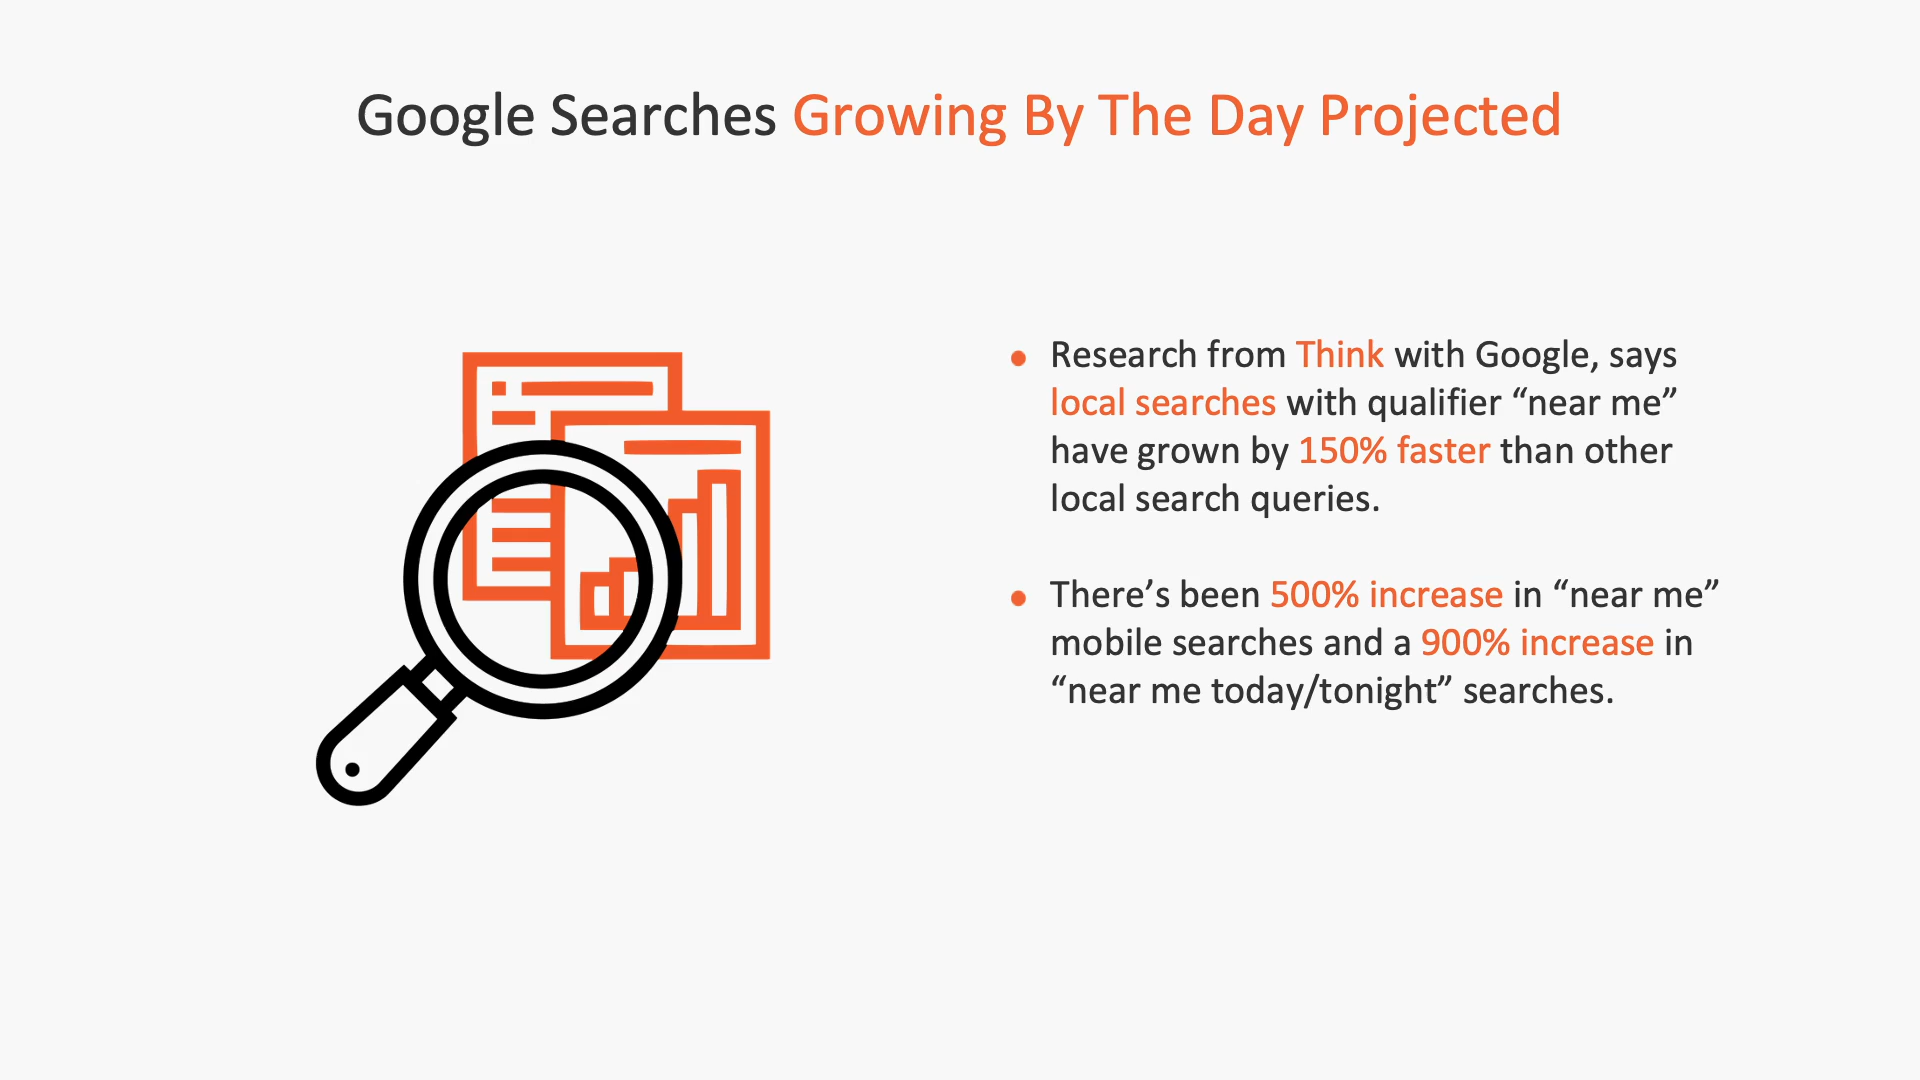 Google Searches Growing By The Day Projected
Research from Think with Google, says
local searches with qualifier “near me”
have grown by 150% faster than other
local search queries.
There’s been 500% increase in “near me”
mobile searches and a 900% increase in
“near me today/tonight” searches.